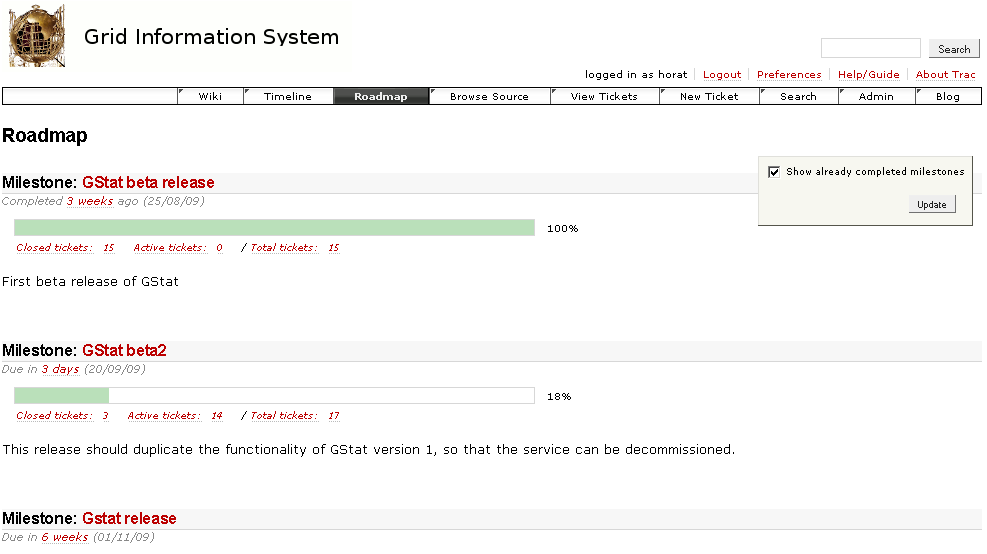 Grid Information System
Search
logged in as horat Logout Preferences Help/Guide About Trac
Wiki Timeline Roadmap Browse Source View Tickets New Ticket Search Admin Blog
Roadmap
Show already completed milestones
Update
Milestone: GStat beta release
Completed 3 weeks ago (25/08/09)
100%
Closed tickets: 15 Active tickets: 0 / Total tickets: 15
First beta release of GStat
Milestone: GStat beta2
Due in 3 days (20/09/09)
18%
Closed tickets: 3 Active tickets: 14 / Total tickets: 17
This release should duplicate the functionality of GStat version 1, so that the service can be decommissioned.
Milestone: Gstat release
Due in 6 weeks (01/11/09)